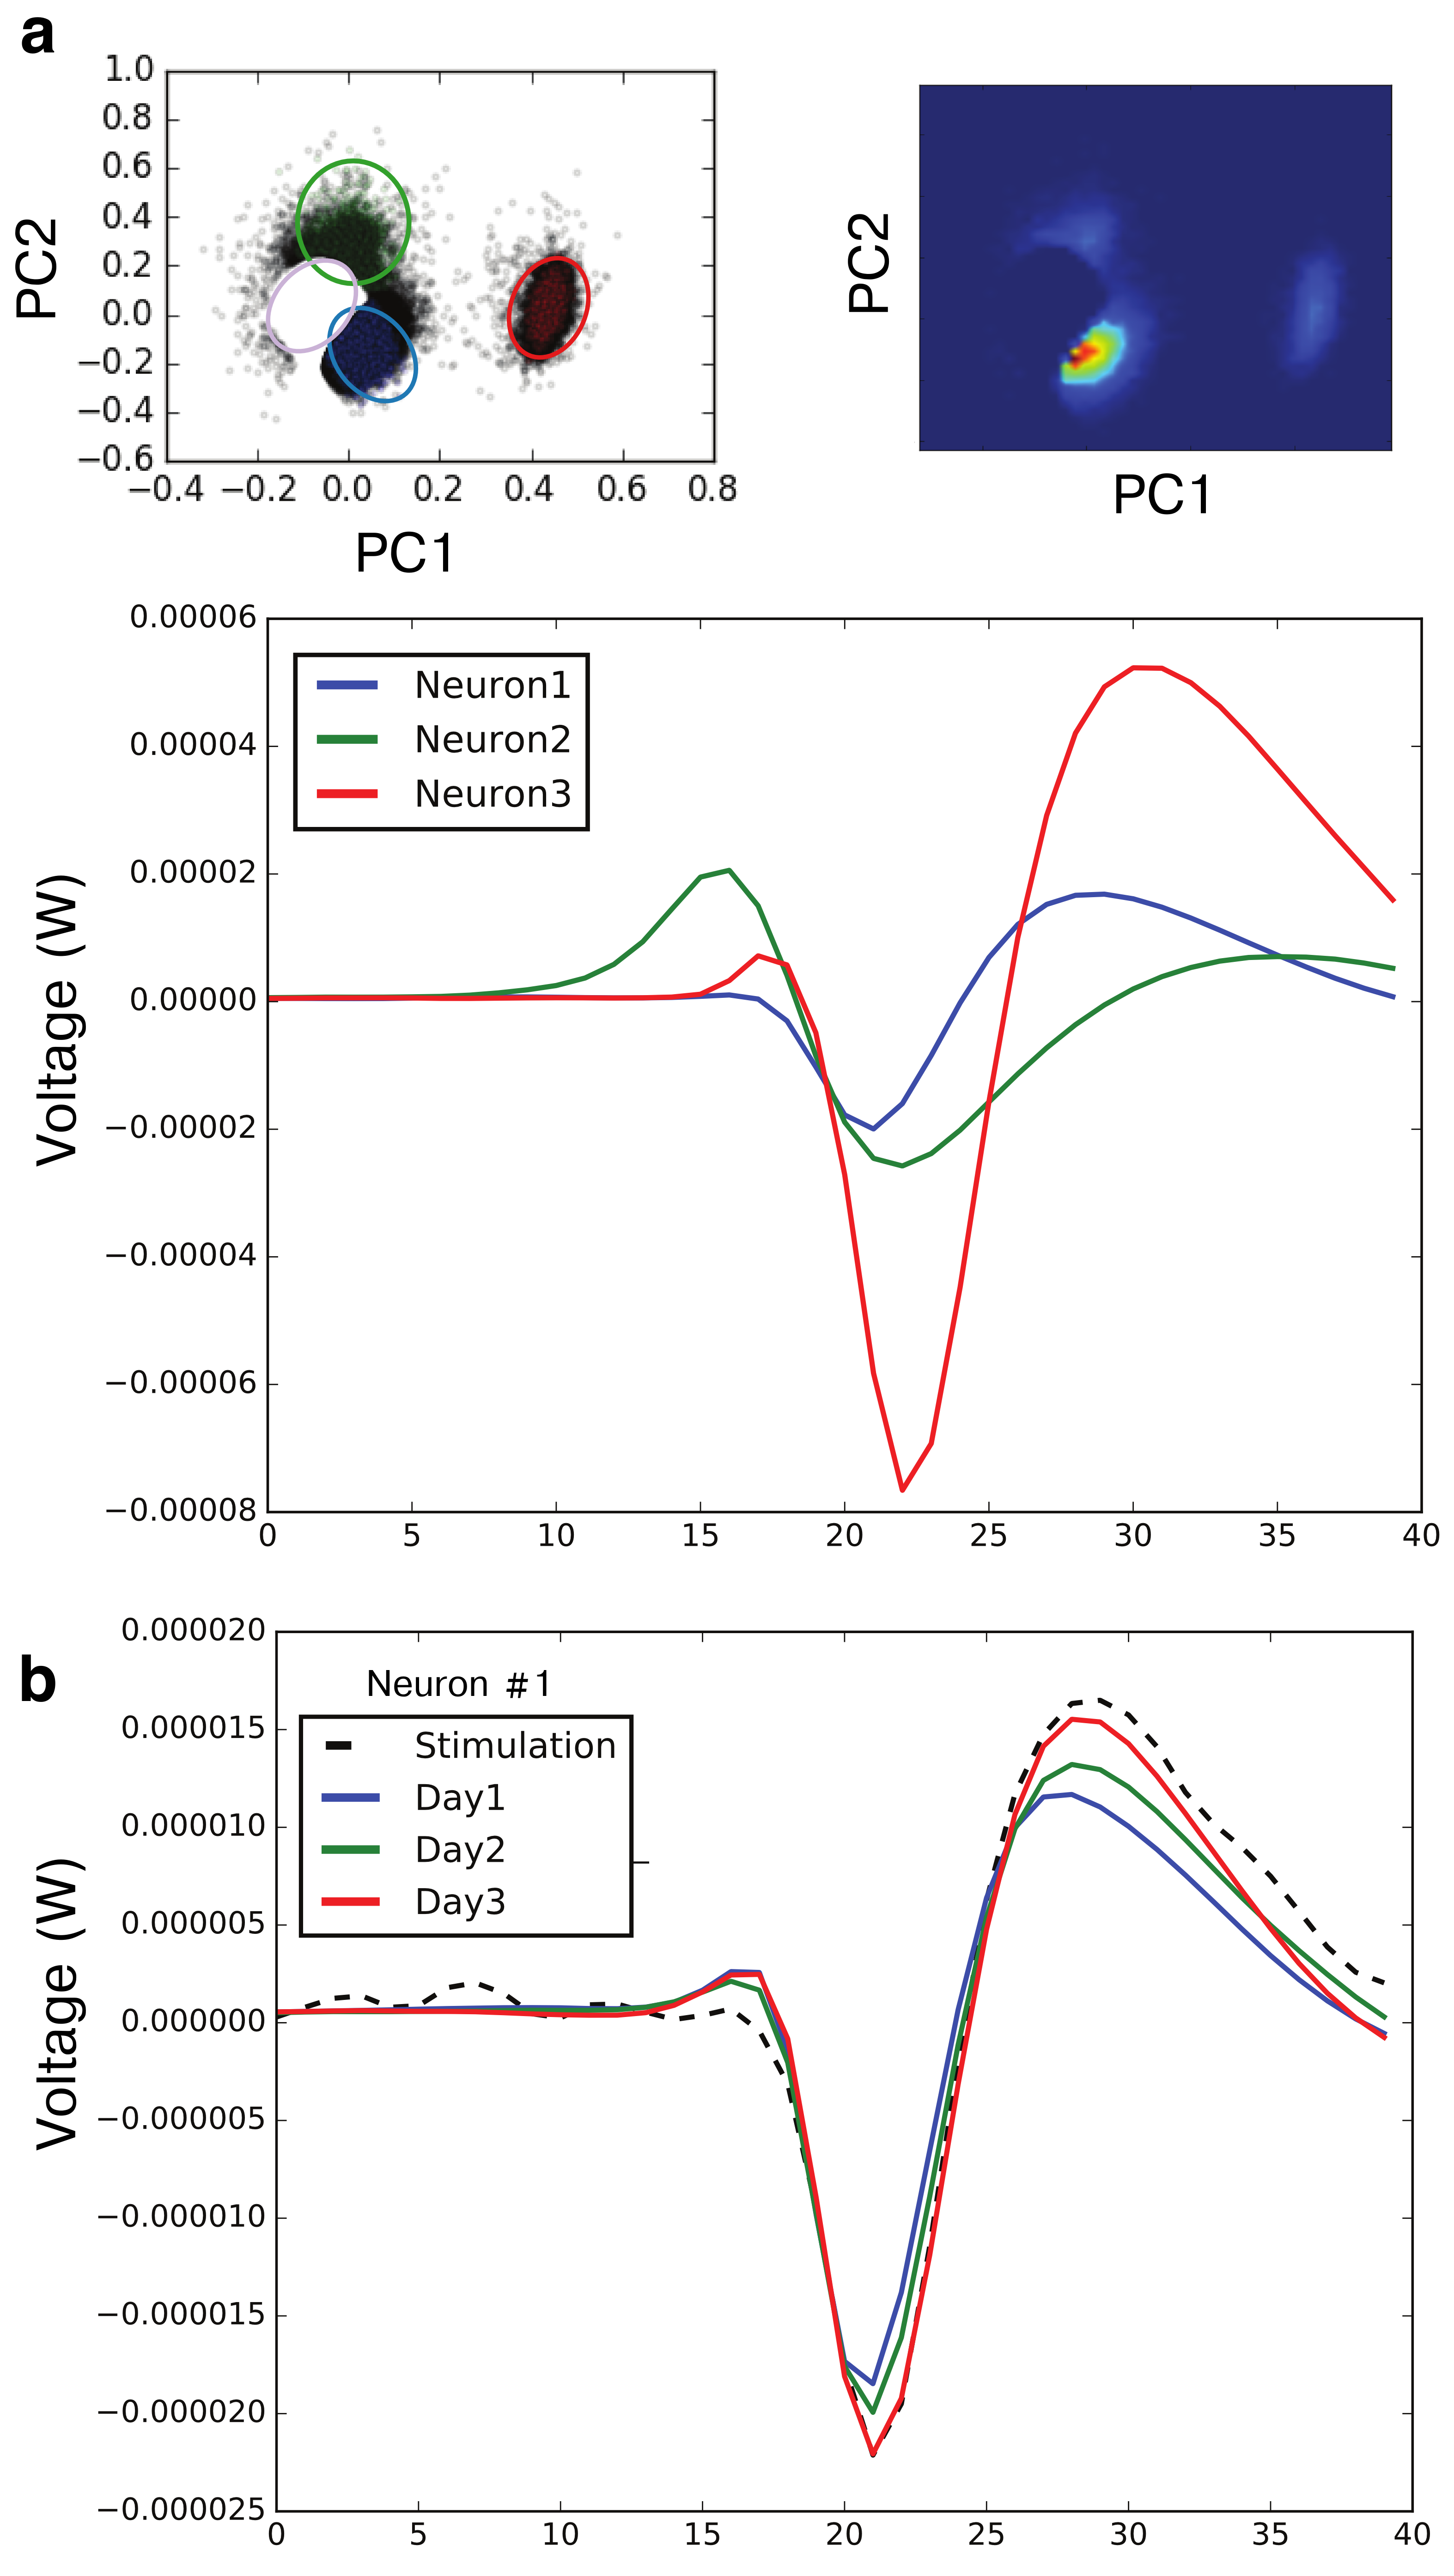 a
1.0
0.8
0.6
0.4
0.2
0.0
−0.2
−0.4
−0.6
PC2
−0.4 −0.2 0.0 0.2 0.4 0.6 0.8
PC1
PC2
PC1
0.00006
0.00004
0.00002
0.00000
−0.00002
−0.00004
−0.00006
−0.00008
Voltage (W)
Neuron1
Neuron2
Neuron3
0 5 10 15 20 25 30 35 40
b
0.000020
0.000015
0.000010
0.000005
0.000000
−0.000005
−0.000010
−0.000015
−0.000020
−0.000025
Voltage (W)
Neuron #1
Stimulation
Day1
Day2
Day3
0 5 10 15 20 25 30 35 40